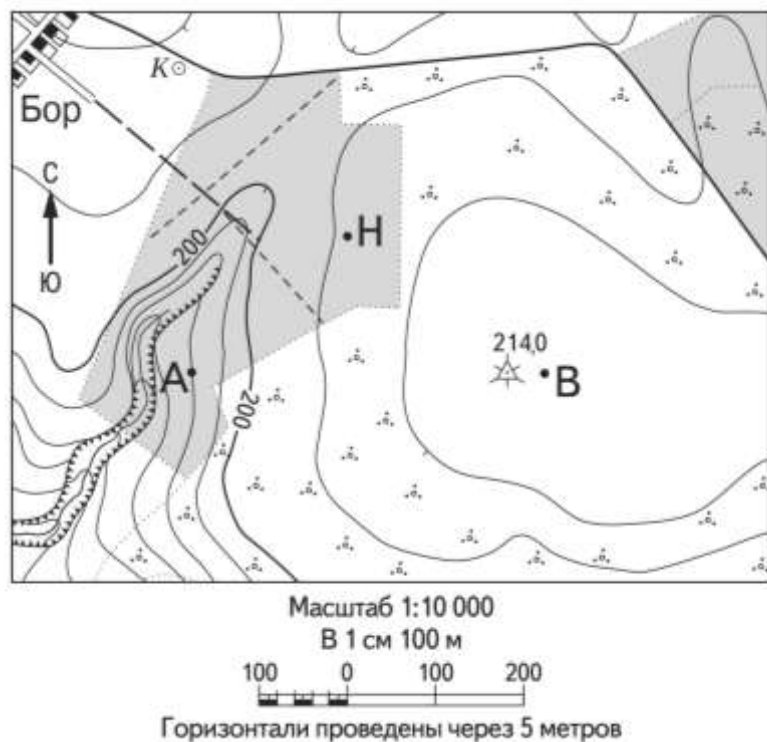 К
Бор
С
200
Н
Ю
214,0
А
В
200
Масштаб 1:10 000
В 1 см 100 м
100 0 100 200
Горизонтали проведены через 5 метров